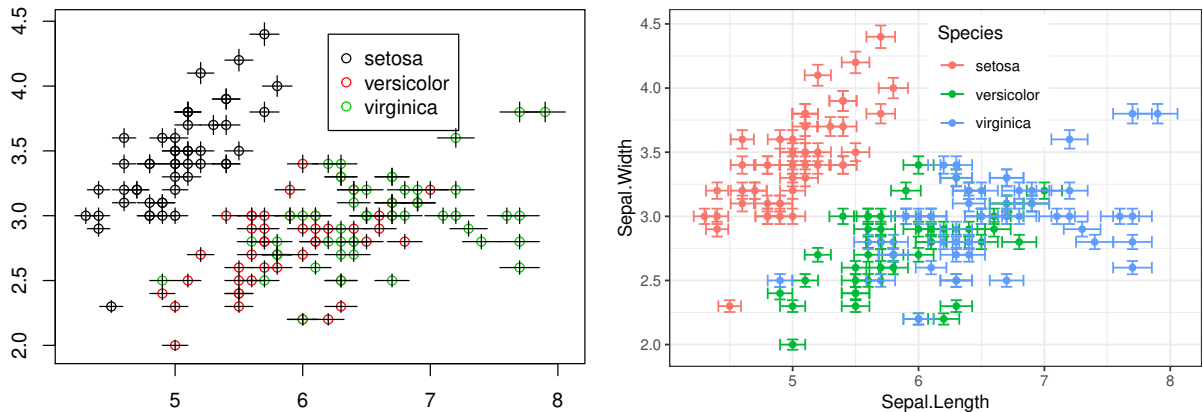 4.5
4.0
3.5
3.0
2.5
2.0
5 6 7 8
setosa
versicolor
virginica
4.5
4.0
3.5
3.0
2.5
2.0
Sepal.Width
Species
setosa
versicolor
virginica
5 6 7 8
Sepal.Length